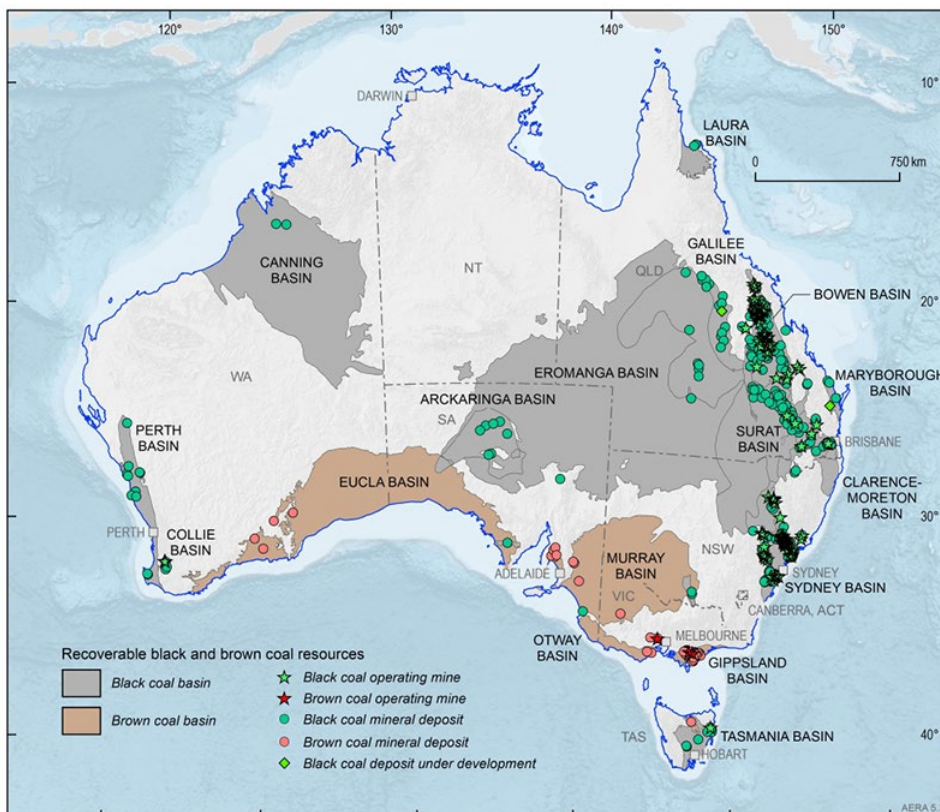 120°
130°
140°
150°
10°
DARWIN
LAURA
BASIN
0
750 km
CANNING
BASIN
NT
QLD
GALILEE
BASIN
BOWEN BASIN
20°
WA
EROMANGA BASIN
MARYBOROUGH
BASIN
ARCKARINGA BASIN
SA
PERTH
BASIN
SURAT
BASIN
BRISBANE
EUCLA BASIN
CLARENCE-
MORETON
BASIN
30°
PERTH
COLLIE
BASIN
NSW
ADELAIDE
MURRAY
BASIN
SYDNEY
SYDNEY BASIN
VIC
CANBERRA, ACT
OTWAY
BASIN
MELBOURNE
GIPPSLAND
BASIN
Recoverable black and brown coal resources
Black coal basin
Brown coal basin
Black coal operating mine
Brown coal operating mine
Black coal mineral deposit
Brown coal mineral deposit
Black coal deposit under development
TAS
TASMANIA BASIN
HOBART
40°
AERA 5.